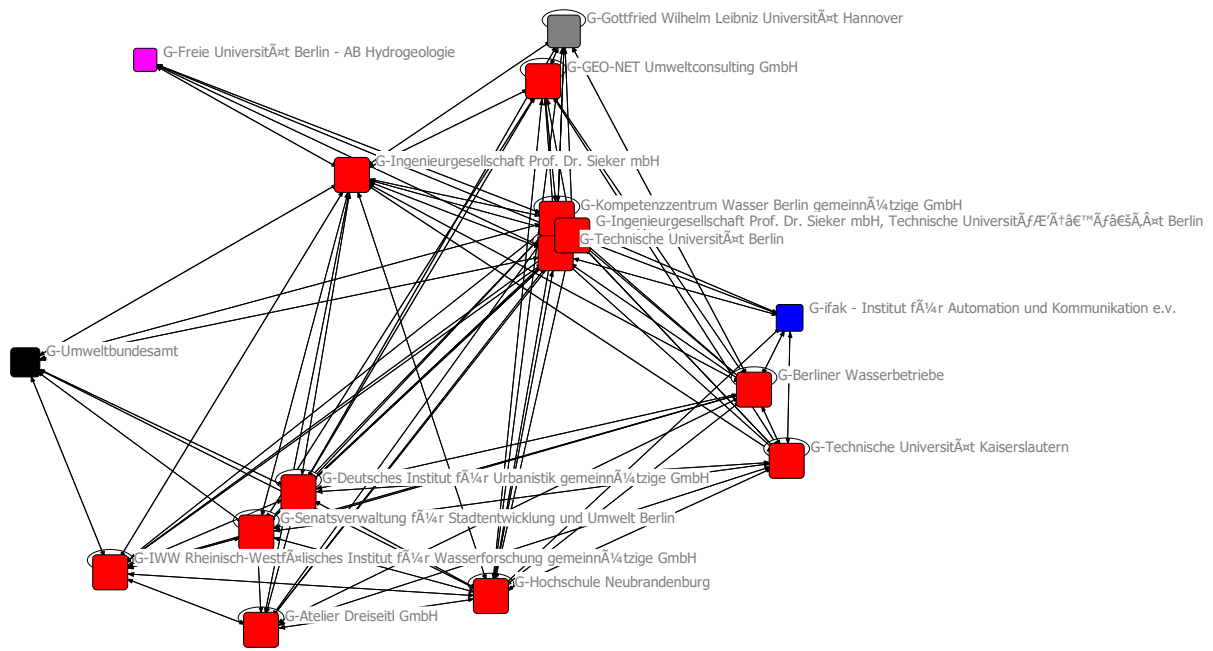 G-Gottfried Wilhelm Leibniz UniversitÃ¤t Hannover
G-Freie UniversitÃ¤t Berlin - AB Hydrogeologie
G-GEO-NET Umweltconsulting GmbH
G-Ingenieurgesellschaft Prof. Dr. Sieker mbH
G-Kompetenzzentrum Wasser Berlin gemeinnÃ¼tzige GmbH
G-Ingenieurgesellschaft Prof. Dr. Sieker mbH, Technische UniversitÃƒÆ’Ã†â€™Ãƒâ€šÃ‚Â¤t Berlin
G-Technische UniversitÃ¤t Berlin
G-ifak - Institut fÃ¼r Automation und Kommunikation e.v.
G-Umweltbundesamt
G-Berliner Wasserbetriebe
G-Technische UniversitÃ¤t Kaiserslautern
G-Deutsches Institut fÃ¼r Urbanistik gemeinnÃ¼tzige GmbH
G-Senatsverwaltung fÃ¼r Stadtentwicklung und Umwelt Berlin
G-IWW Rheinisch-WestfÃ¤lisches Institut fÃ¼r Wasserforschung gemeinnÃ¼tzige GmbH
G-Hochschule Neubrandenburg
G-Atelier Dreiseitl GmbH